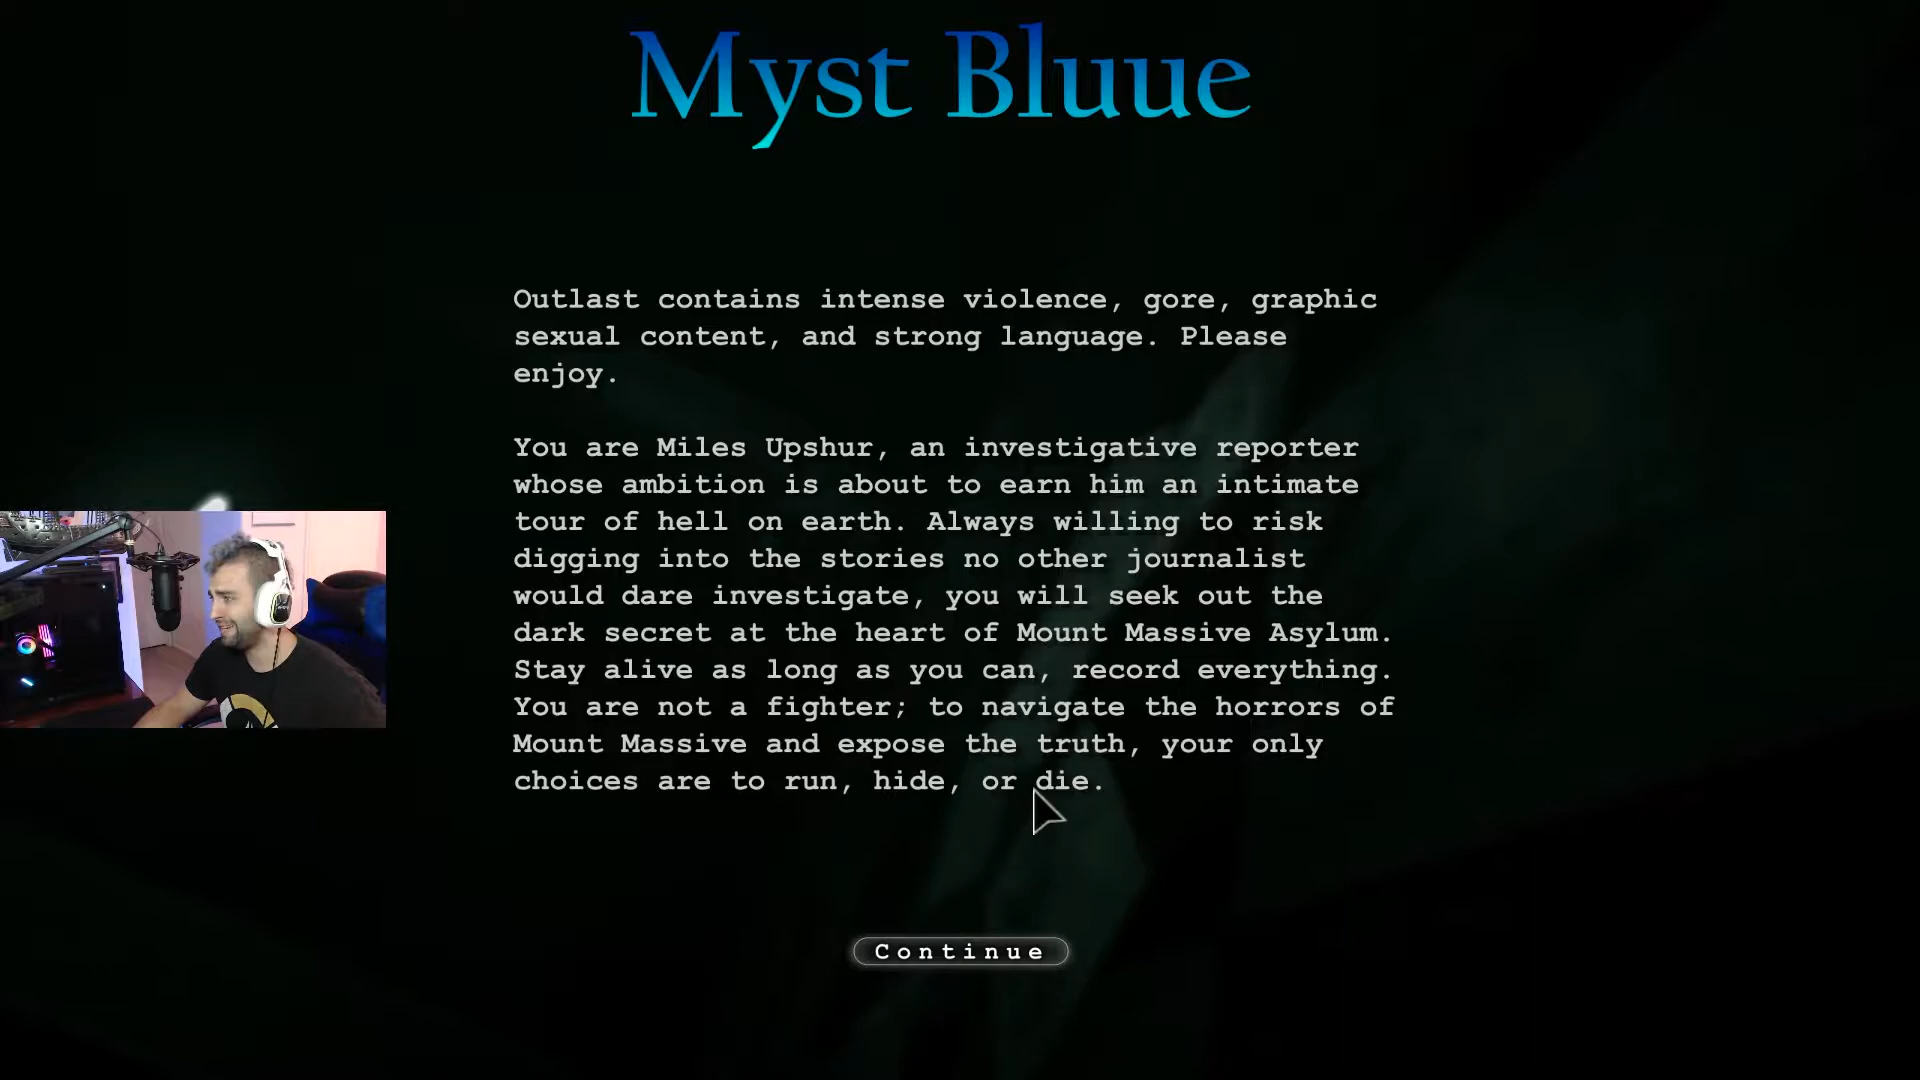 Myst Bluue
Outlast contains intense violence, gore, graphic
sexual content, and strong language. Please
enjoy.
You are Miles Upshur, an investigative reporter
whose ambition is about to earn him an intimate
tour of hell on earth. Always willing to risk
digging into the stories no other journalist
would dare investigate, you will seek out the
dark secret at the heart of Mount Massive Asylum.
Stay alive as long as you can, record everything.
You are not a fighter; to navigate the horrors of
Mount Massive and expose the truth, your only
choices are to run, hide, or die.
Continue